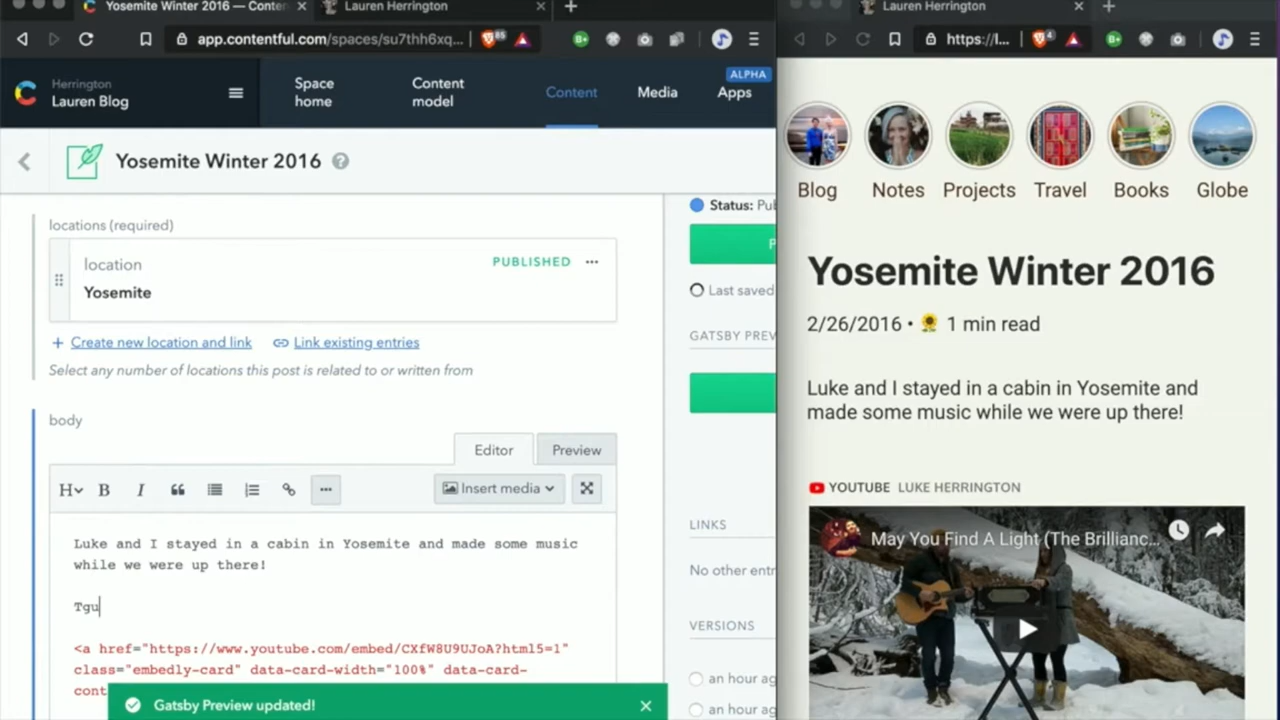 Yosemite Winter 2016 — Conten
Lauren Herrington
app.contentful.com/spaces/su7thh6xq...
85
B+
Herrington
Lauren Blog
Space home
Content model
Content
Media
ALPHA
Apps
Yosemite Winter 2016
?
locations (required)
location
PUBLISHED
Yosemite
+ Create new location and link
Link existing entries
Select any number of locations this post is related to or written from
body
Editor
Preview
H B I
Insert media
Luke and I stayed in a cabin in Yosemite and made some music
while we were up there!
Tgu
<a href="https://www.youtube.com/embed/CXfW8U9UJoA?html5=1"
class="embedly-card" data-card-width="100%" data-card-
cont
Gatsby Preview updated!
Status: Pub
P
Last saved
GATSBY PREV
LINKS
No other entr
VERSIONS
an hour ag
an hour ag
Lauren Herrington
https://l...
4
B+
Blog
Notes
Projects
Travel
Books
Globe
Yosemite Winter 2016
2/26/2016 • 🌻 1 min read
Luke and I stayed in a cabin in Yosemite and
made some music while we were up there!
YOUTUBE LUKE HERRINGTON
May You Find A Light (The Brillianc...